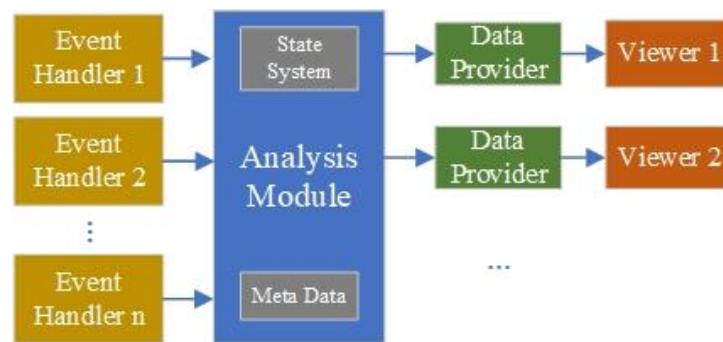 Event
Handler 1
State
System
Data
Provider
Viewer 1
Event
Handler 2
Analysis
Module
Data
Provider
Viewer 2
...
...
Event
Handler n
Meta Data